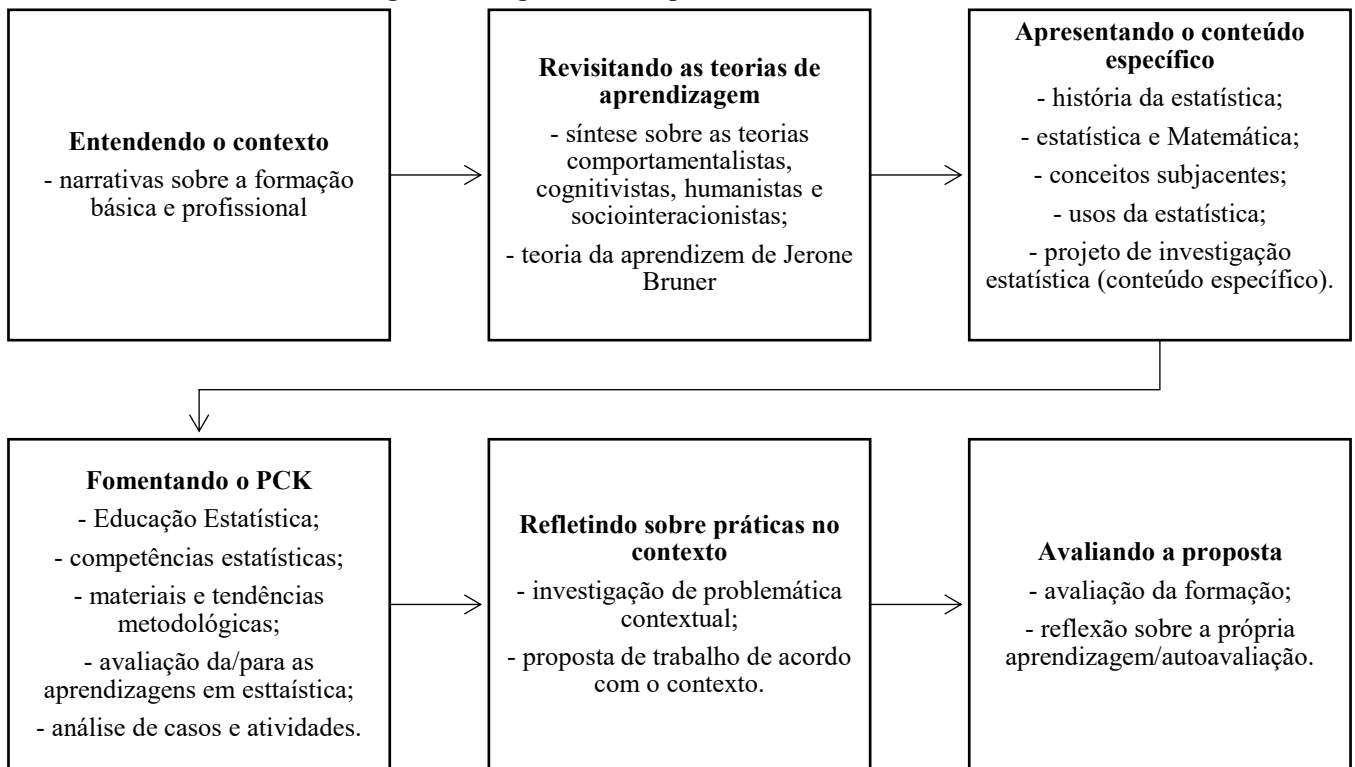 Entendendo o contexto
- narrativas sobre a formação
básica e profissional
Revisitando as teorias de
aprendizagem
- síntese sobre as teorias
comportamentalistas,
cognitivistas, humanistas e
sociointeracionistas;
- teoria da aprendizem de Jerone
Bruner
Apresentando o conteúdo
específico
- história da estatística;
- estatística e Matemática;
- conceitos subjacentes;
- usos da estatística;
- projeto de investigação
estatística (conteúdo específico).
Fomentando o PCK
- Educação Estatística;
- competências estatísticas;
- materiais e tendências
metodológicas;
- avaliação da/para as
aprendizagens em esttaística;
- análise de casos e atividades.
Refletindo sobre práticas no
contexto
- investigação de problemática
contextual;
- proposta de trabalho de acordo
com o contexto.
Avaliando a proposta
- avaliação da formação;
- reflexão sobre a própria
aprendizagem/autoavaliação.